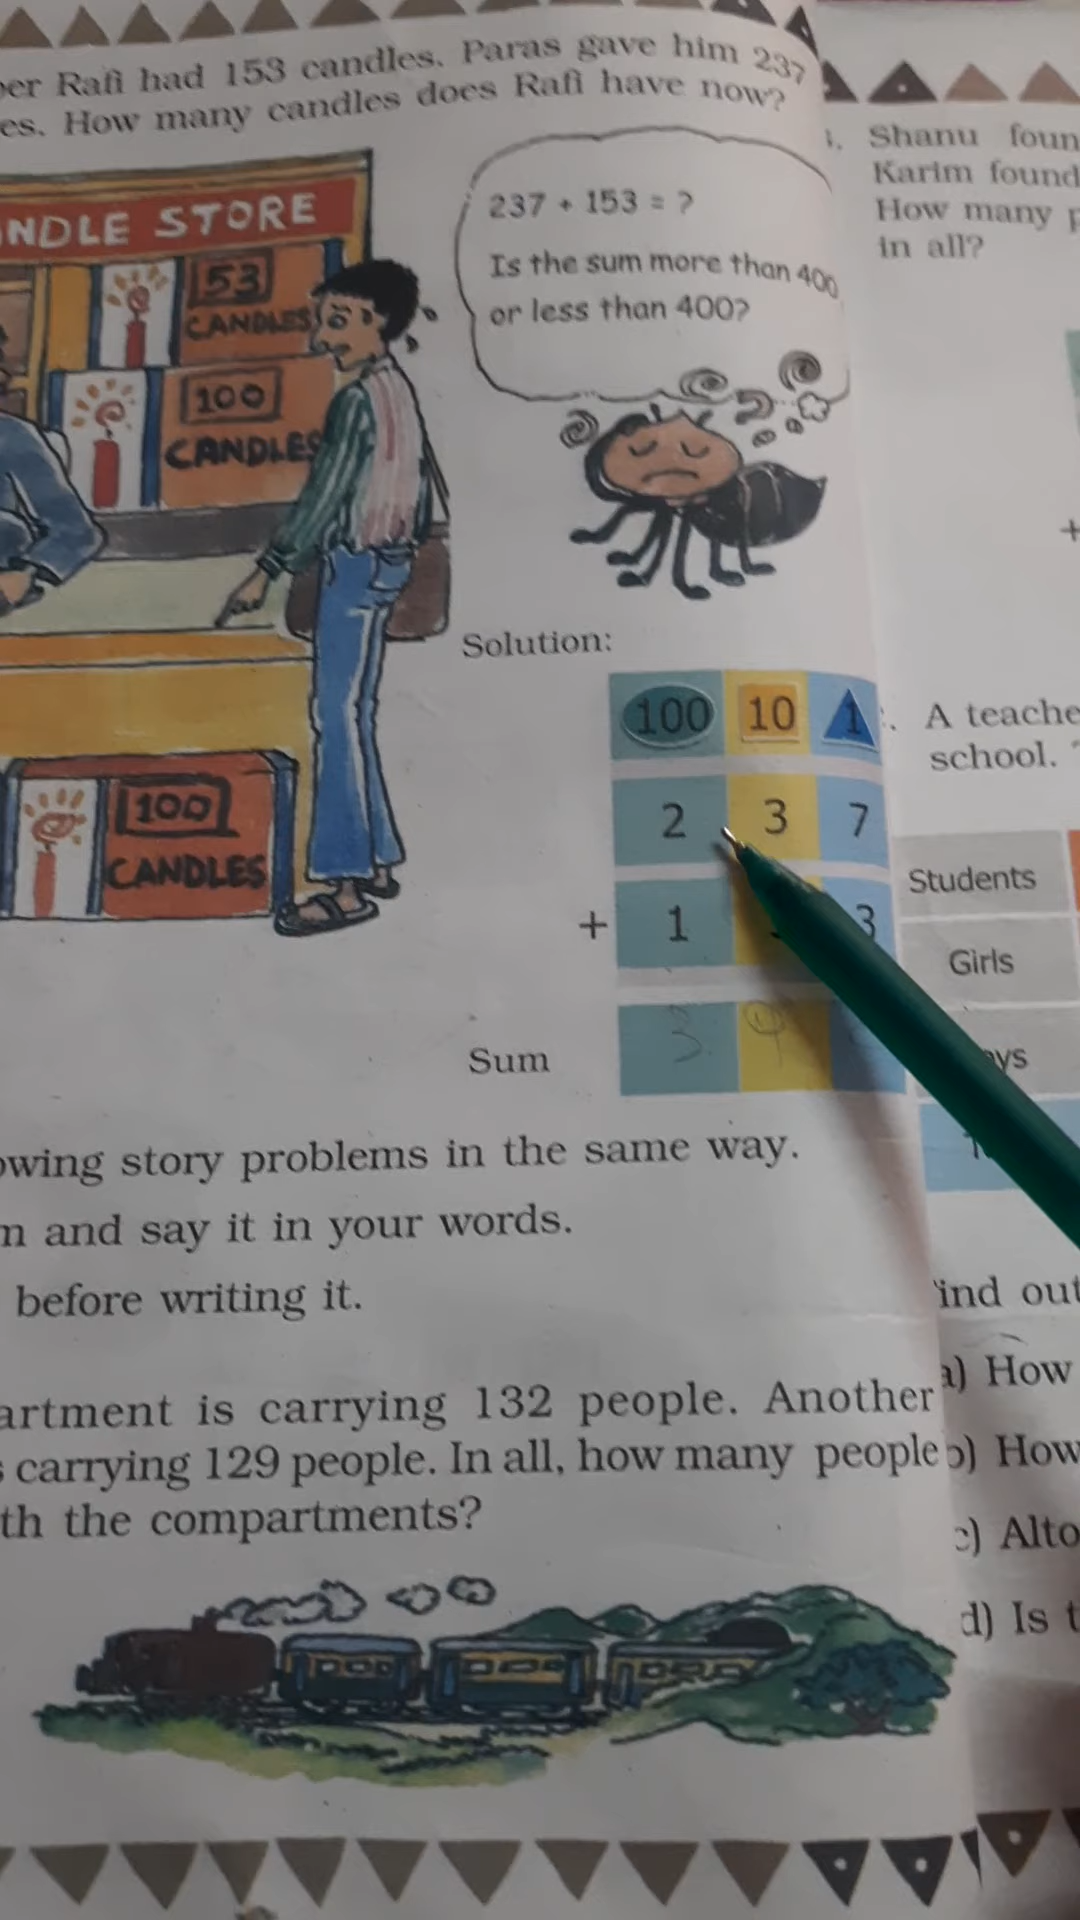 er Rafi had 153 candles. Paras gave him 237
es. How many candles does Rafi have now?
NDLE STORE
53
CANDLES
100
CANDLES
100
CANDLES
237 + 153 = ?
Is the sum more than 400
or less than 400?
Solution:
100 10 1
2 3 7
+ 1 3
Sum 3 9
owing story problems in the same way.
n and say it in your words.
before writing it.
artment is carrying 132 people. Another
s carrying 129 people. In all, how many people
th the compartments?
Shanu foun
Karim found
How many p
in all?
+
A teache
school.
Students
Girls
ys
ind out
a) How
b) How
c) Alto
d) Is t